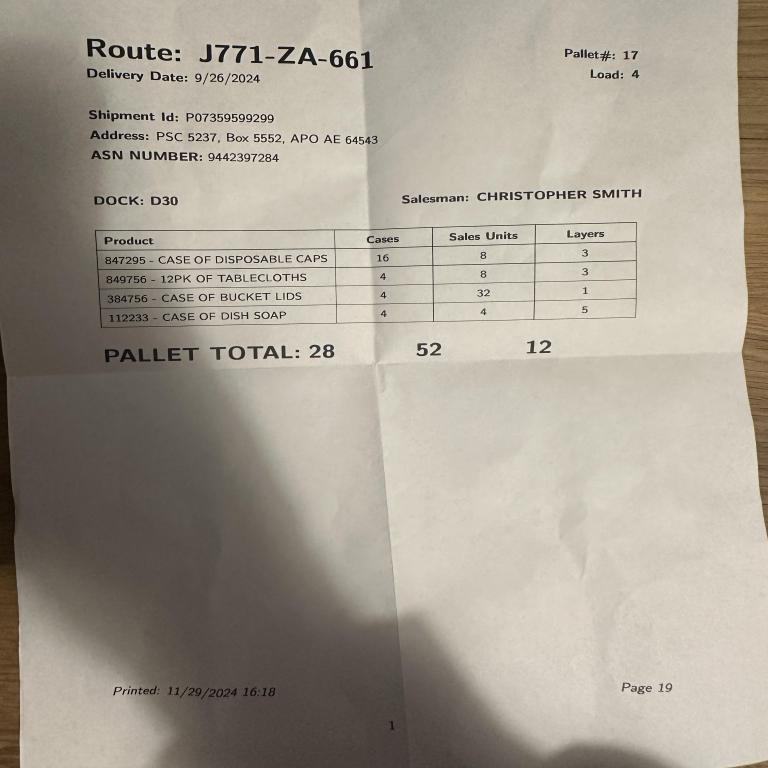 Route: J771-ZA-661 Pallet#: 17
Delivery Date: 9/26/2024 Load: 4
Shipment Id: P07359599299
Address: PSC 5237, Box 5552, APO AE 64543
ASN NUMBER: 9442397284
DOCK: D30 Salesman: CHRISTOPHER SMITH
Product Cases Sales Units Layers
847295 - CASE OF DISPOSABLE CAPS 16 8 3
849756 - 12PK OF TABLECLOTHS 4 8 3
384756 - CASE OF BUCKET LIDS 4 32 1
112233 - CASE OF DISH SOAP 4 4 5
PALLET TOTAL: 28 52 12
Printed: 11/29/2024 16:18 Page 19
1